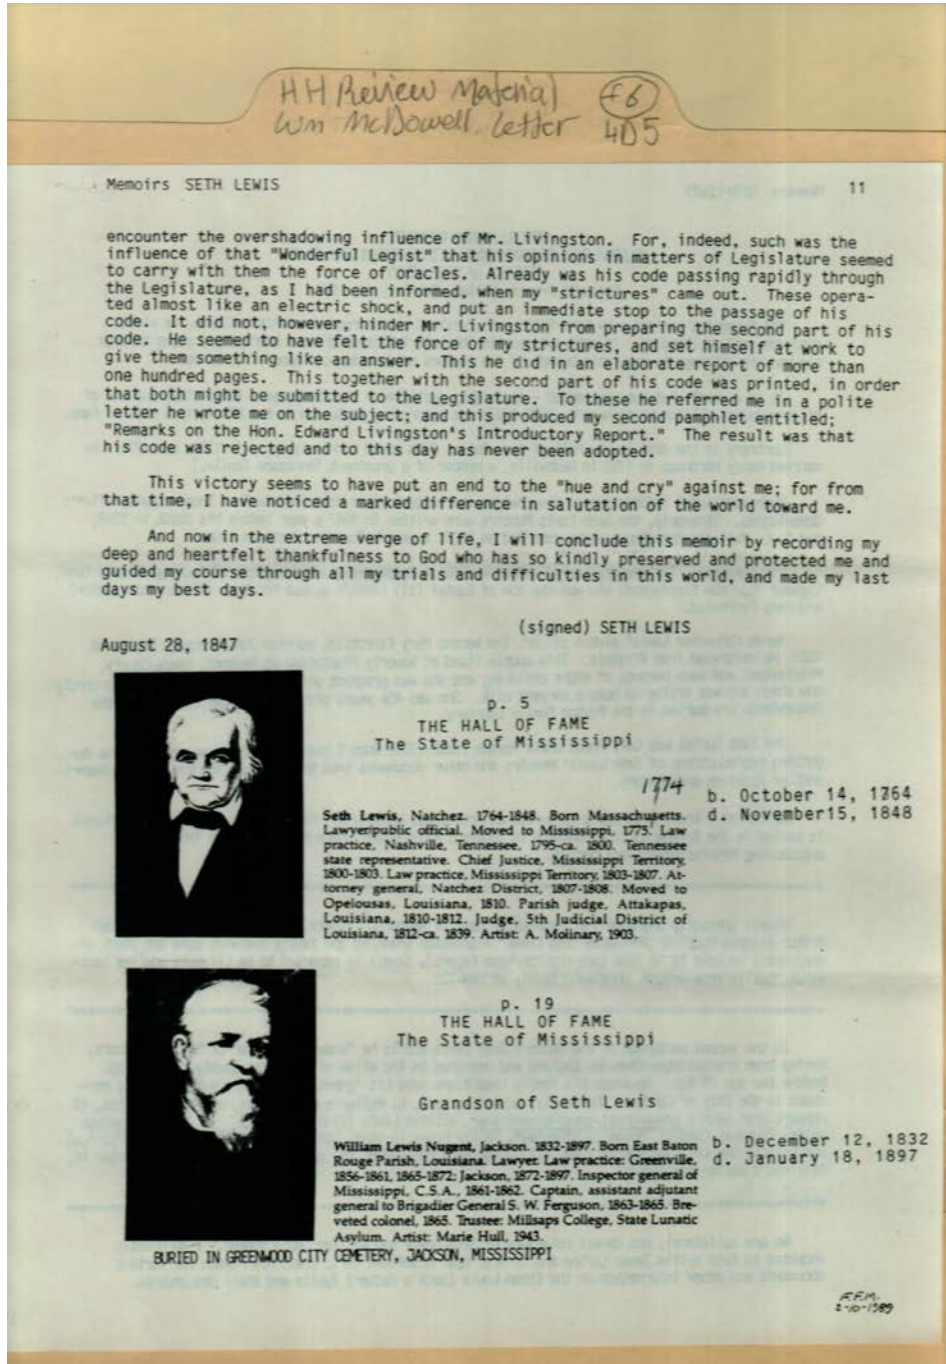 HH Review Material f6
Wm McDowell Letter 4D5
Memoirs SETH LEWIS 11
encounter the overshadowing influence of Mr. Livingston. For, indeed, such was the
influence of that "Wonderful Legist" that his opinions in matters of Legislature seemed
to carry with them the force of oracles. Already was his code passing rapidly through
the Legislature, as I had been informed, when my "strictures" came out. These opera-
ted almost like an electric shock, and put an immediate stop to the passage of his
code. It did not, however, hinder Mr. Livingston from preparing the second part of his
code. He seemed to have felt the force of my strictures, and set himself at work to
give them something like an answer. This he did in an elaborate report of more than
one hundred pages. This together with the second part of his code was printed, in order
that both might be submitted to the Legislature. To these he referred me in a polite
letter he wrote me on the subject; and this produced my second pamphlet entitled;
"Remarks on the Hon. Edward Livingston's Introductory Report." The result was that
his code was rejected and to this day has never been adopted.
This victory seems to have put an end to the "hue and cry" against me; for from
that time, I have noticed a marked difference in salutation of the world toward me.
And now in the extreme verge of life, I will conclude this memoir by recording my
deep and heartfelt thankfulness to God who has so kindly preserved and protected me and
guided my course through all my trials and difficulties in this world, and made my last
days my best days.
(signed) SETH LEWIS
August 28, 1847
p. 5
THE HALL OF FAME
The State of Mississippi
1774
b. October 14, 1764
d. November15, 1848
Seth Lewis, Natchez. 1764-1848. Born Massachusetts.
Lawyer/public official. Moved to Mississippi, 1775. Law
practice, Nashville, Tennessee, 1795-ca. 1800. Tennessee
state representative. Chief Justice, Mississippi Territory,
1800-1803. Law practice, Mississippi Territory, 1803-1807. At-
torney general, Natchez District, 1807-1808. Moved to
Opelousas, Louisiana, 1810. Parish judge, Attakapas,
Louisiana, 1810-1812. Judge, 5th Judicial District of
Louisiana, 1812-ca. 1839. Artist: A. Molinary, 1903.
p. 19
THE HALL OF FAME
The State of Mississippi
Grandson of Seth Lewis
b. December 12, 1832
d. January 18, 1897
William Lewis Nugent, Jackson. 1832-1897. Born East Baton
Rouge Parish, Louisiana. Lawyer. Law practice: Greenville,
1856-1861, 1865-1872; Jackson, 1872-1897. Inspector general of
Mississippi, C.S.A., 1861-1862. Captain, assistant adjutant
general to Brigadier General S. W. Ferguson, 1863-1865. Bre-
veted colonel, 1865. Trustee: Millsaps College, State Lunatic
Asylum. Artist: Marie Hull, 1943.
BURIED IN GREENWOOD CITY CEMETERY, JACKSON, MISSISSIPPI
F.F.M.
2-10-1989